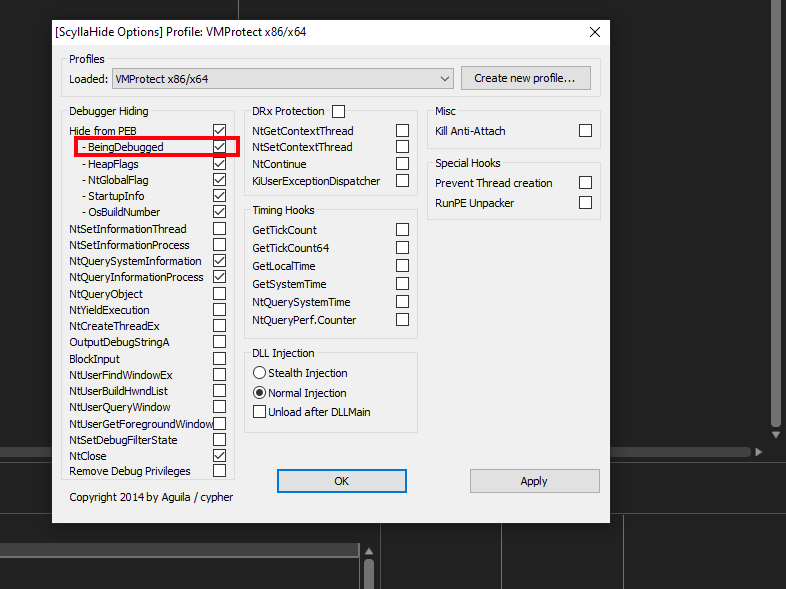 [ScyllaHide Options] Profile: VMProtect x86/x64
Profiles
Loaded: VMProtect x86/x64 Create new profile...
Debugger Hiding
Hide from PEB
- BeingDebugged
- HeapFlags
- NtGlobalFlag
- StartupInfo
- OsBuildNumber
NtSetInformationThread
NtSetInformationProcess
NtQuerySystemInformation
NtQueryInformationProcess
NtQueryObject
NtYieldExecution
NtCreateThreadEx
OutputDebugStringA
BlockInput
NtUserFindWindowEx
NtUserBuildHwndList
NtUserQueryWindow
NtUserGetForegroundWindow
NtSetDebugFilterState
NtClose
Remove Debug Privileges
DRx Protection
NtGetContextThread
NtSetContextThread
NtContinue
KiUserExceptionDispatcher
Timing Hooks
GetTickCount
GetTickCount64
GetLocalTime
GetSystemTime
NtQuerySystemTime
NtQueryPerf.Counter
DLL Injection
Stealth Injection
Normal Injection
Unload after DLLMain
Misc
Kill Anti-Attach
Special Hooks
Prevent Thread creation
RunPE Unpacker
OK
Apply
Copyright 2014 by Aguila / cypher